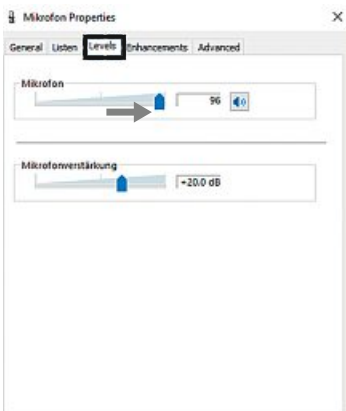 Mikrofon Properties
General Listen Levels Enhancements Advanced
Mikrofon
96
Mikrofonverstärkung
+20.0 dB